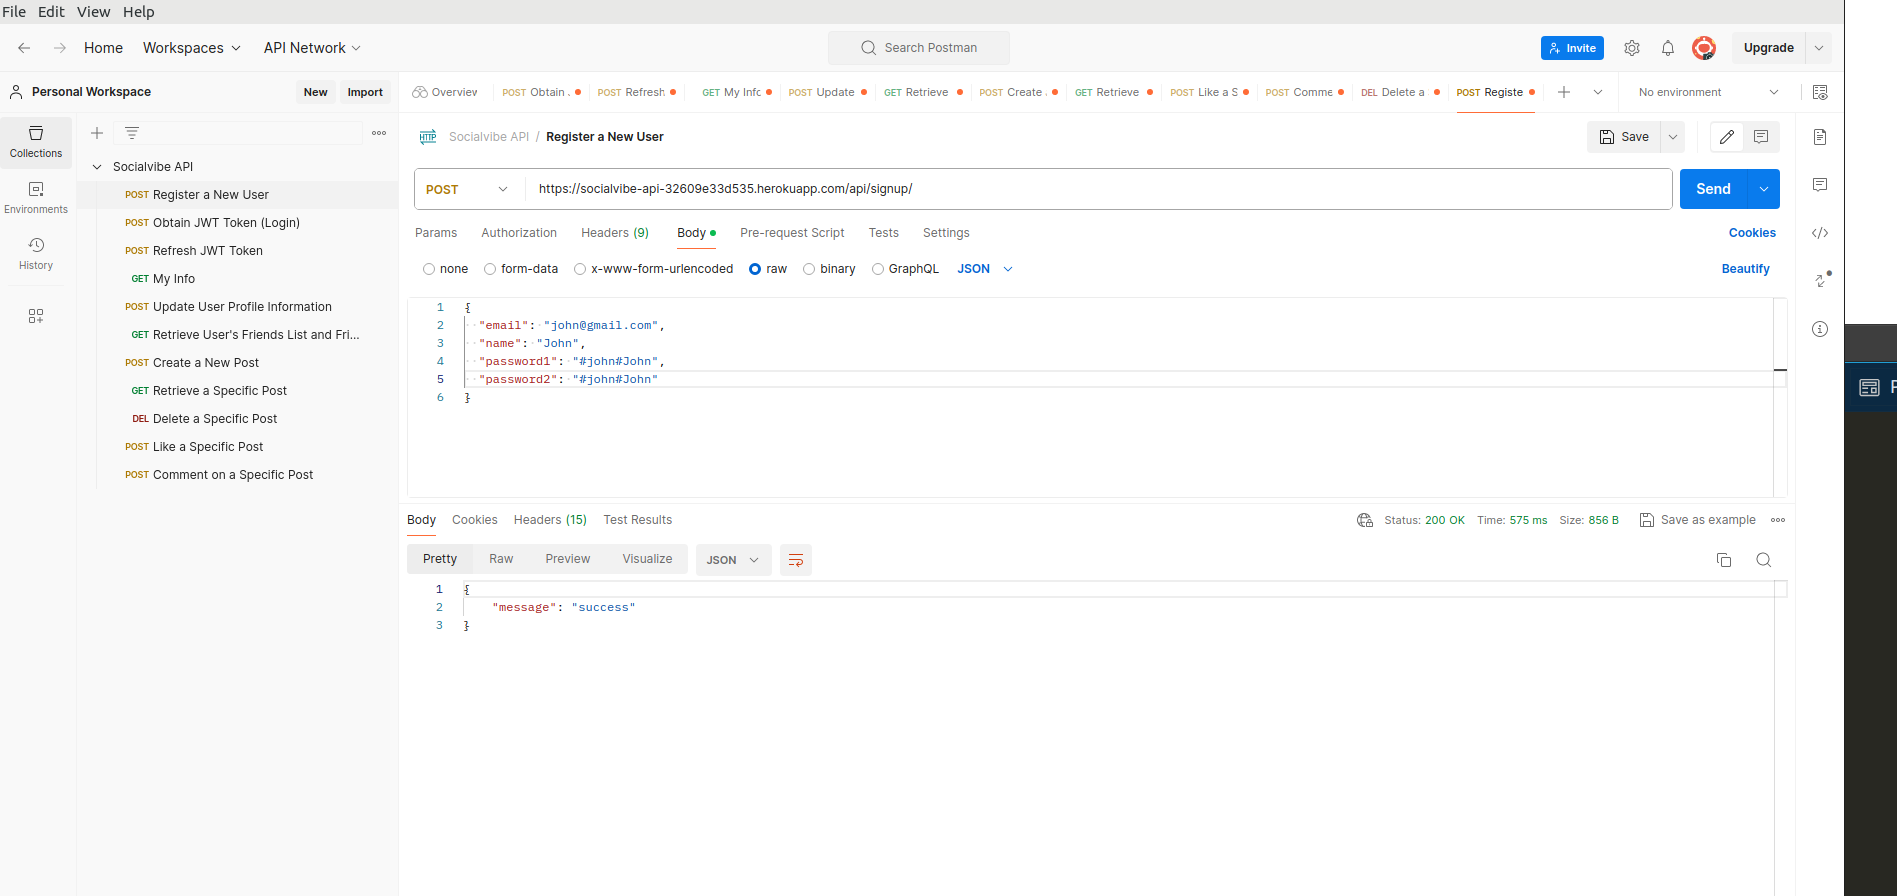 File Edit View Help
Home Workspaces API Network Search Postman Invite Upgrade
Personal Workspace New Import
Overview POST Obtain . POST Refresh GET My Info POST Update GET Retrieve POST Create . GET Retrieve POST Like a S POST Comme DEL Delete a POST Registe No environment
Collections
Environments
History
Socialvibe API
POST Register a New User
POST Obtain JWT Token (Login)
POST Refresh JWT Token
GET My Info
POST Update User Profile Information
GET Retrieve User's Friends List and Fri...
POST Create a New Post
GET Retrieve a Specific Post
DEL Delete a Specific Post
POST Like a Specific Post
POST Comment on a Specific Post
HTTP Socialvibe API / Register a New User Save
POST https://socialvibe-api-32609e33d535.herokuapp.com/api/signup/ Send
Params Authorization Headers (9) Body Pre-request Script Tests Settings Cookies
none form-data x-www-form-urlencoded raw binary GraphQL JSON Beautify
1 {
2 "email": "john@gmail.com",
3 "name": "John",
4 "password1": "#john#John",
5 "password2": "#john#John"
6 }
Body Cookies Headers (15) Test Results Status: 200 OK Time: 575 ms Size: 856 B Save as example
Pretty Raw Preview Visualize JSON
1 {
2 "message": "success"
3 }